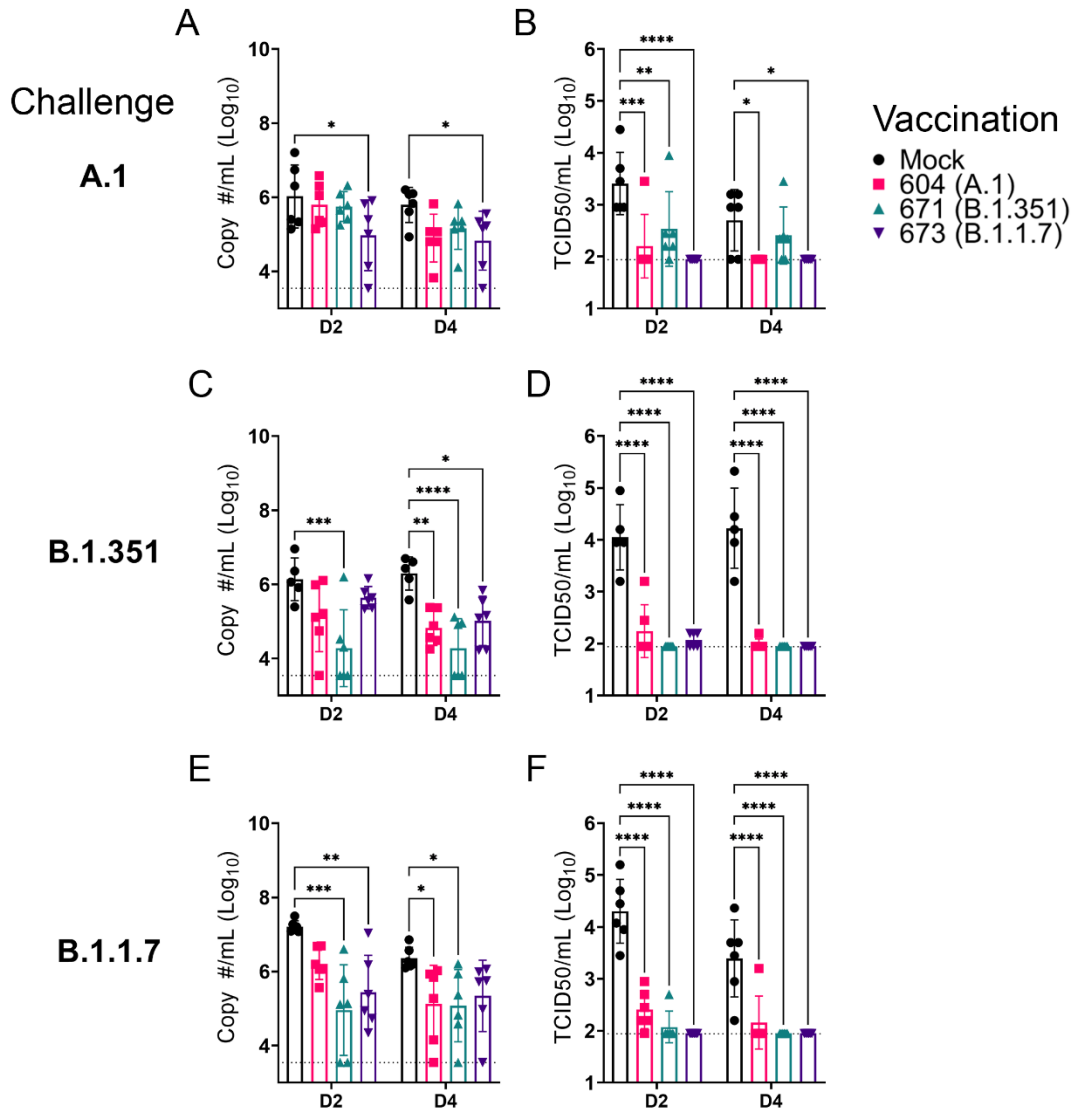 A
B
Challenge
A.1
Copy #/mL (Log10)
10
8
6
4
*
*
D2
D4
TCID50/mL (Log10)
6
5
4
3
2
1
****
**
***
*
*
D2
D4
Vaccination
Mock
604 (A.1)
671 (B.1.351)
673 (B.1.1.7)
C
D
B.1.351
Copy #/mL (Log10)
10
8
6
4
***
*
****
**
D2
D4
TCID50/mL (Log10)
6
5
4
3
2
1
****
****
****
****
****
****
D2
D4
E
F
B.1.1.7
Copy #/mL (Log10)
10
8
6
4
**
***
*
*
D2
D4
TCID50/mL (Log10)
6
5
4
3
2
1
****
****
****
****
****
****
D2
D4